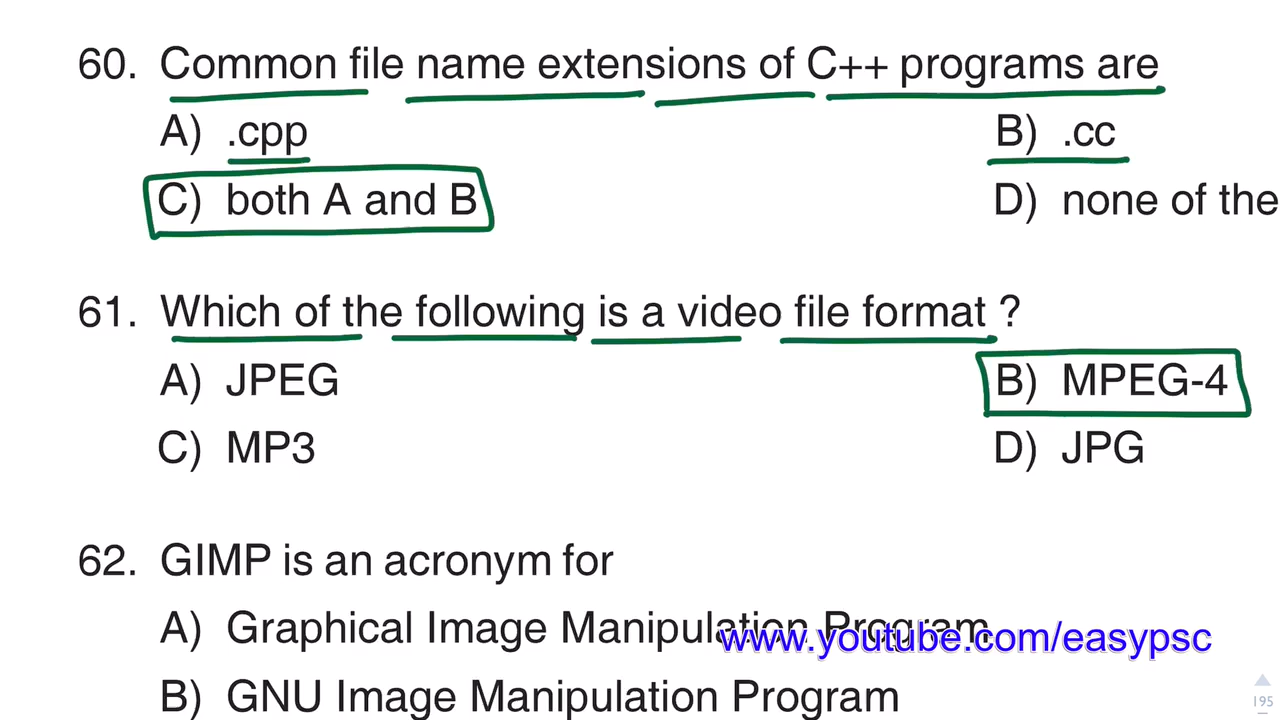 60. Common file name extensions of C++ programs are
A) .cpp B) .cc
C) both A and B D) none of the
61. Which of the following is a video file format ?
A) JPEG B) MPEG-4
C) MP3 D) JPG
62. GIMP is an acronym for
A) Graphical Image Manipulation Program
www.youtube.com/easypsc
B) GNU Image Manipulation Program
195